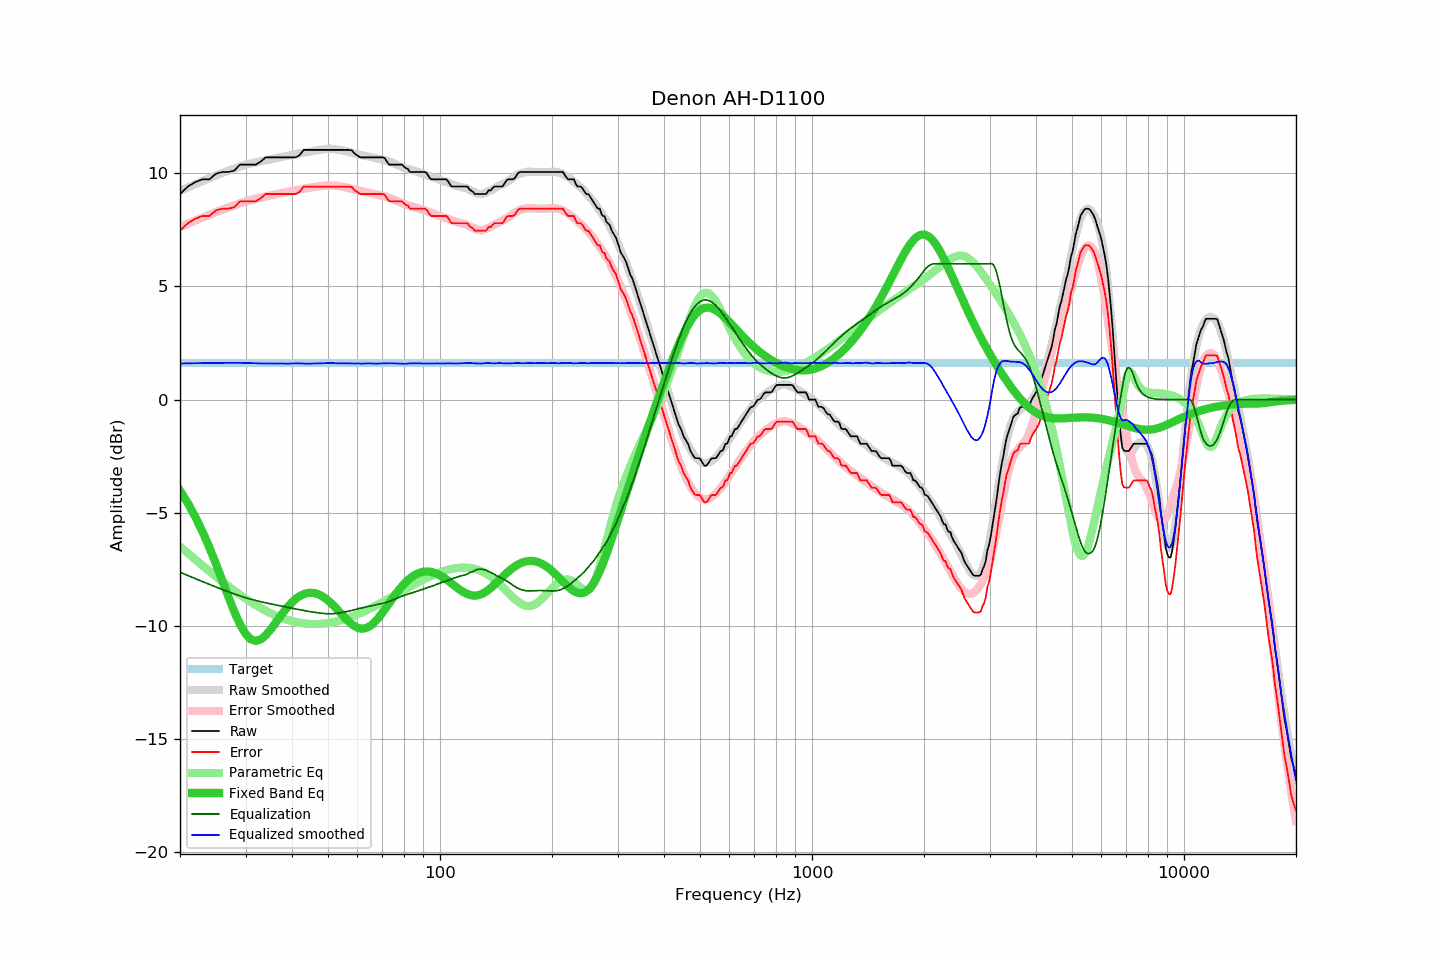 Denon AH-D1100
10
5
0
−5
−10
−15
−20
Amplitude (dBr)
Target
Raw Smoothed
Error Smoothed
Raw
Error
Parametric Eq
Fixed Band Eq
Equalization
Equalized smoothed
100
1000
10000
Frequency (Hz)